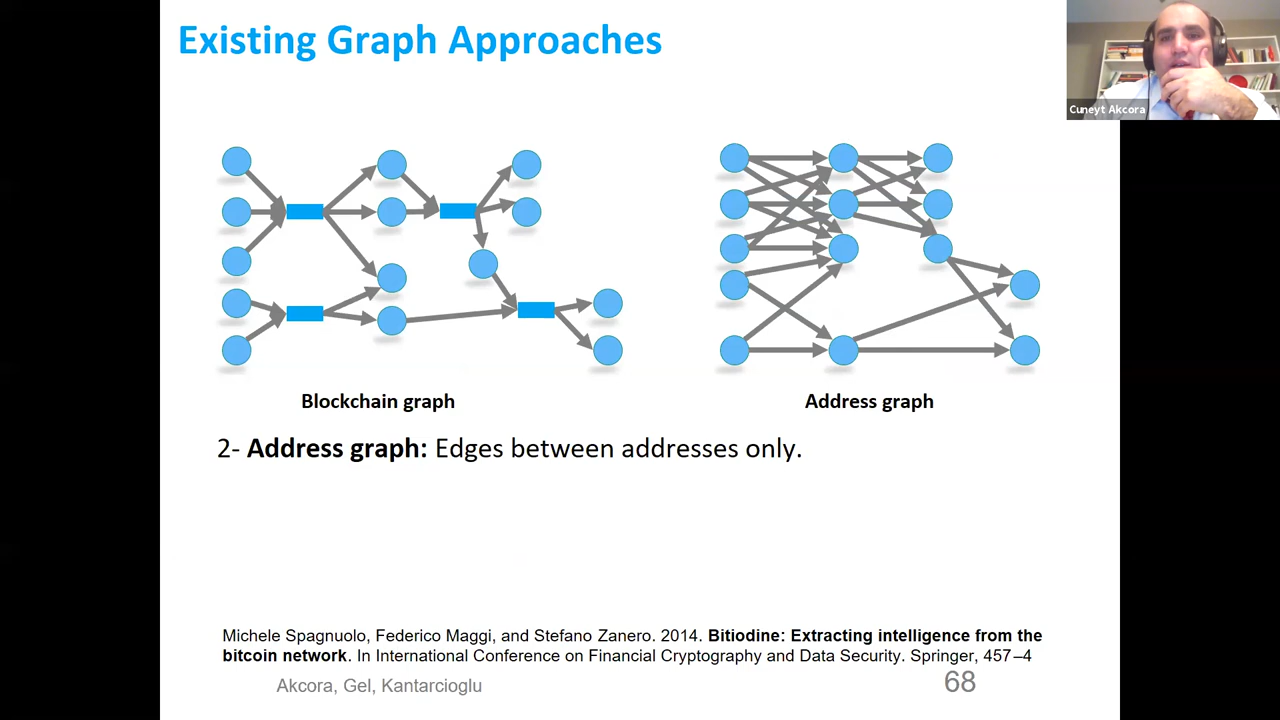 Existing Graph Approaches
Cuneyt Akcora
Blockchain graph
Address graph
2- Address graph: Edges between addresses only.
Michele Spagnuolo, Federico Maggi, and Stefano Zanero. 2014. Bitiodine: Extracting intelligence from the
bitcoin network. In International Conference on Financial Cryptography and Data Security. Springer, 457–4
Akcora, Gel, Kantarcioglu
68